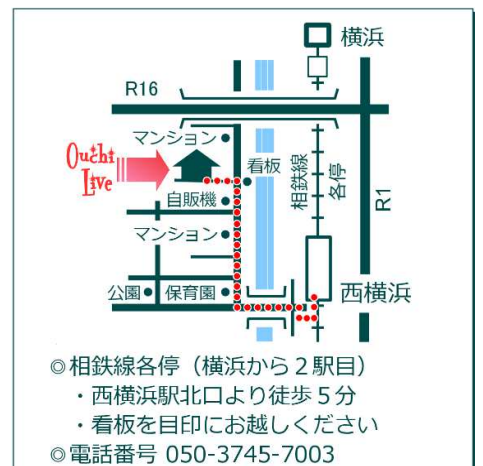 横浜
R16
マンション
Ouchi
Live
看板
相鉄線
各停
R1
自販機
マンション
西横浜
公園
保育園
◎相鉄線各停（横浜から２駅目）
・西横浜駅北口より徒歩５分
・看板を目印にお越しください
◎電話番号 050-3745-7003